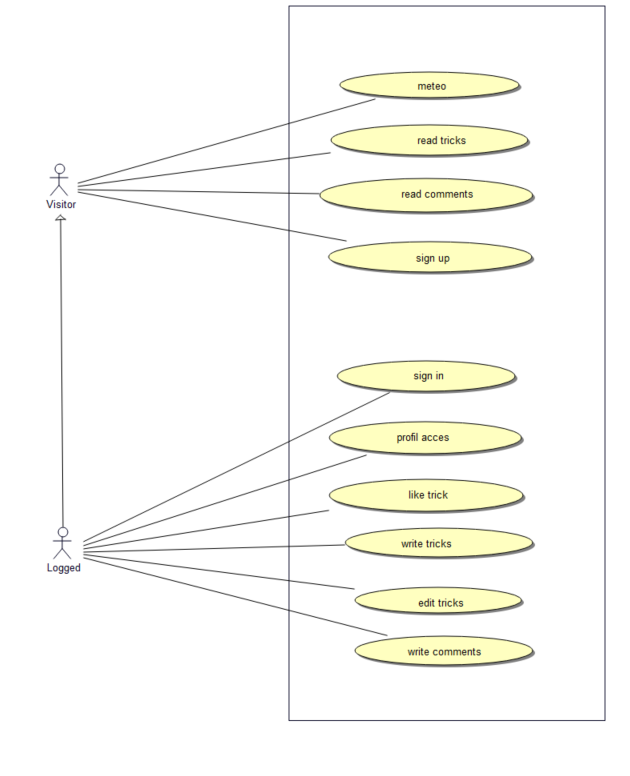 meteo
read tricks
read comments
sign up
Visitor
sign in
profil acces
like trick
write tricks
edit tricks
write comments
Logged